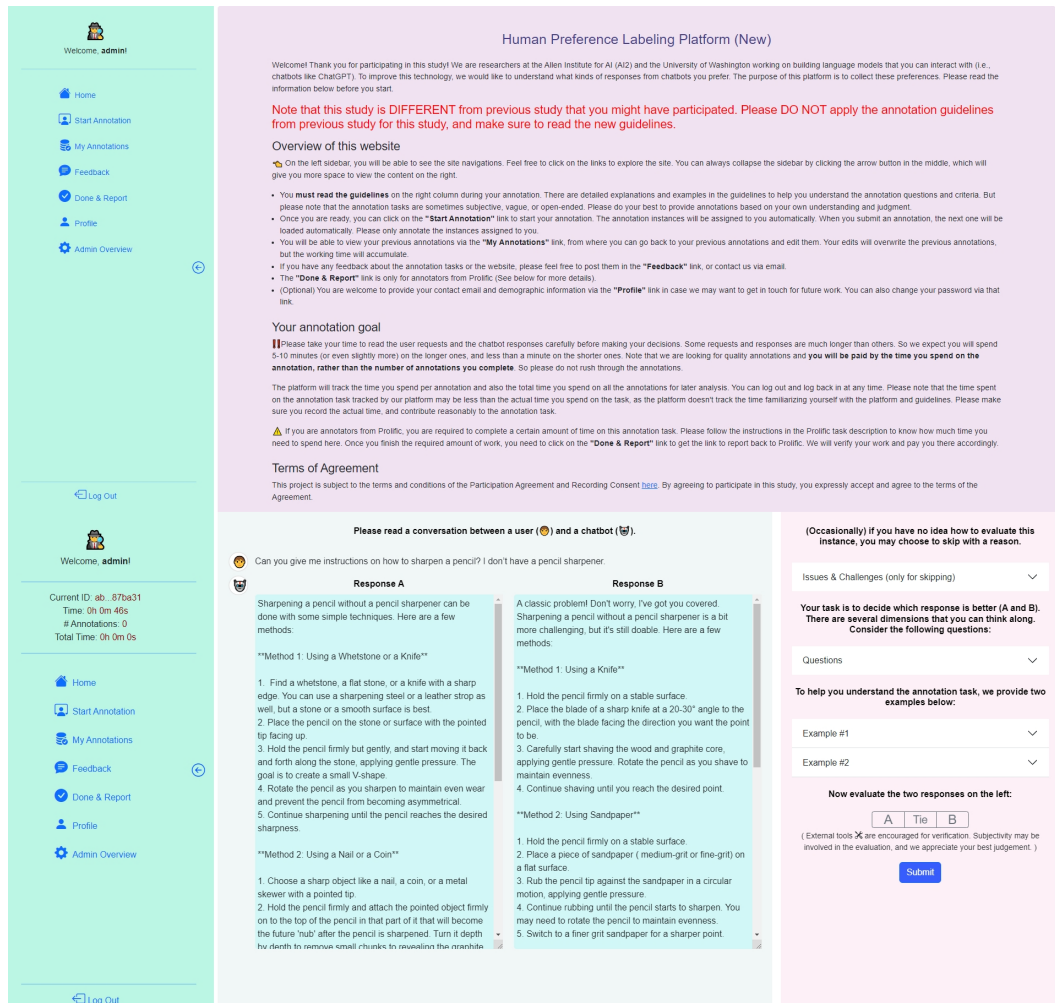 Welcome, admin!
Home
Start Annotation
My Annotations
Feedback
Done & Report
Profile
Admin Overview
Log Out
Human Preference Labeling Platform (New)
Welcome! Thank you for participating in this study! We are researchers at the Allen Institute for AI (AI2) and the University of Washington working on building language models that you can interact with (i.e.,
chatbots like ChatGPT). To improve this technology, we would like to understand what kinds of responses from chatbots you prefer. The purpose of this platform is to collect these preferences. Please read the
information below before you start.
Note that this study is DIFFERENT from previous study that you might have participated. Please DO NOT apply the annotation guidelines
from previous study for this study, and make sure to read the new guidelines.
Overview of this website
On the left sidebar, you will be able to see the site navigations. Feel free to click on the links to explore the site. You can always collapse the sidebar by clicking the arrow button in the middle, which will
give you more space to view the content on the right.
• You must read the guidelines on the right column during your annotation. There are detailed explanations and examples in the guidelines to help you understand the annotation questions and criteria. But
please note that the annotation tasks are sometimes subjective, vague, or open-ended. Please do your best to provide annotations based on your own understanding and judgment.
• Once you are ready, you can click on the "Start Annotation" link to start your annotation. The annotation instances will be assigned to you automatically. When you submit an annotation, the next one will be
loaded automatically. Please only annotate the instances assigned to you.
• You will be able to view your previous annotations via the "My Annotations" link, from where you can go back to your previous annotations and edit them. Your edits will overwrite the previous annotations,
but the working time will accumulate.
• If you have any feedback about the annotation tasks or the website, please feel free to post them in the "Feedback" link, or contact us via email.
• The "Done & Report" link is only for annotators from Prolific (See below for more details).
• (Optional) You are welcome to provide your contact email and demographic information via the "Profile" link in case we may want to get in touch for future work. You can also change your password via that
link.
Your annotation goal
Please take your time to read the user requests and the chatbot responses carefully before making your decisions. Some requests and responses are much longer than others. So we expect you will spend
5-10 minutes (or even slightly more) on the longer ones, and less than a minute on the shorter ones. Note that we are looking for quality annotations and you will be paid by the time you spend on the
annotation, rather than the number of annotations you complete. So please do not rush through the annotations.
The platform will track the time you spend per annotation and also the total time you spend on all the annotations for later analysis. You can log out and log back in at any time. Please note that the time spent
on the annotation task tracked by our platform may be less than the actual time you spend on the task, as the platform doesn't track the time familiarizing yourself with the platform and guidelines. Please make
sure you record the actual time, and contribute reasonably to the annotation task.
If you are annotators from Prolific, you are required to complete a certain amount of time on this annotation task. Please follow the instructions in the Prolific task description to know how much time you
need to spend here. Once you finish the required amount of work, you need to click on the "Done & Report" link to get the link to report back to Prolific. We will verify your work and pay you there accordingly.
Terms of Agreement
This project is subject to the terms and conditions of the Participation Agreement and Recording Consent here. By agreeing to participate in this study, you expressly accept and agree to the terms of the
Agreement.
Welcome, admin!
Current ID: ab...87ba31
Time: 0h 0m 46s
# Annotations: 0
Total Time: 0h 0m 0s
Home
Start Annotation
My Annotations
Feedback
Done & Report
Profile
Admin Overview
Log Out
Please read a conversation between a user () and a chatbot ().
Can you give me instructions on how to sharpen a pencil? I don't have a pencil sharpener.
Response A
Sharpening a pencil without a pencil sharpener can be
done with some simple techniques. Here are a few
methods:
**Method 1: Using a Whetstone or a Knife**
1. Find a whetstone, a flat stone, or a knife with a sharp
edge. You can use a sharpening steel or a leather strop as
well, but a stone or a smooth surface is best.
2. Place the pencil on the stone or surface with the pointed
tip facing up.
3. Hold the pencil firmly but gently, and start moving it back
and forth along the stone, applying gentle pressure. The
goal is to create a small V-shape.
4. Rotate the pencil as you sharpen to maintain even wear
and prevent the pencil from becoming asymmetrical.
5. Continue sharpening until the pencil reaches the desired
sharpness.
**Method 2: Using a Nail or a Coin**
1. Choose a sharp object like a nail, a coin, or a metal
skewer with a pointed tip.
2. Hold the pencil firmly and attach the pointed object firmly
on to the top of the pencil in that part of it that will become
the future 'nub' after the pencil is sharpened. Turn it depth
by depth to remove small chunks to revealing the graphite
Response B
A classic problem! Don't worry, I've got you covered.
Sharpening a pencil without a pencil sharpener is a bit
more challenging, but it's still doable. Here are a few
methods:
**Method 1: Using a Knife**
1. Hold the pencil firmly on a stable surface.
2. Place the blade of a sharp knife at a 20-30° angle to the
pencil, with the blade facing the direction you want the point
to be.
3. Carefully start shaving the wood and graphite core,
applying gentle pressure. Rotate the pencil as you shave to
maintain evenness.
4. Continue shaving until you reach the desired point.
**Method 2: Using Sandpaper**
1. Hold the pencil firmly on a stable surface.
2. Place a piece of sandpaper ( medium-grit or fine-grit) on
a flat surface.
3. Rub the pencil tip against the sandpaper in a circular
motion, applying gentle pressure.
4. Continue rubbing until the pencil starts to sharpen. You
may need to rotate the pencil to maintain evenness.
5. Switch to a finer grit sandpaper for a sharper point.
(Occasionally) if you have no idea how to evaluate this
instance, you may choose to skip with a reason.
Issues & Challenges (only for skipping)
Your task is to decide which response is better (A and B).
There are several dimensions that you can think along.
Consider the following questions:
Questions
To help you understand the annotation task, we provide two
examples below:
Example #1
Example #2
Now evaluate the two responses on the left:
A Tie B
( External tools are encouraged for verification. Subjectivity may be
involved in the evaluation, and we appreciate your best judgement. )
Submit